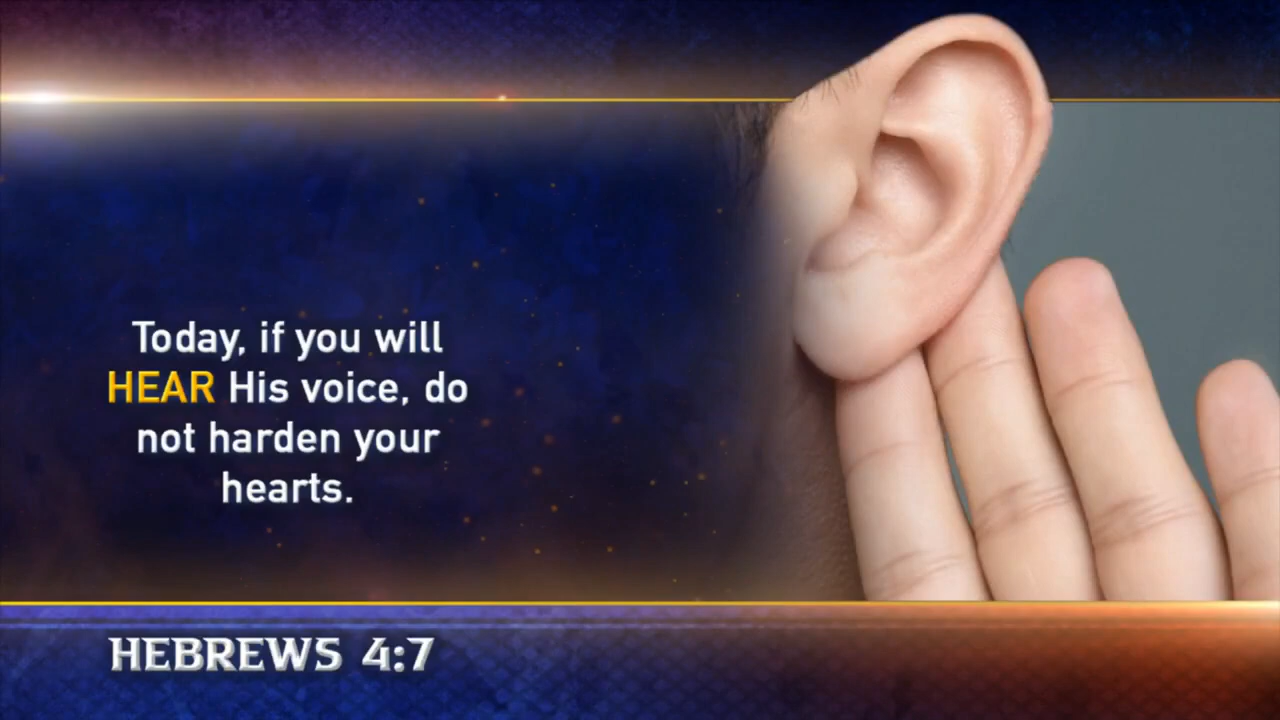 Today, if you will
HEAR His voice, do
not harden your
hearts.
HEBREWS 4:7